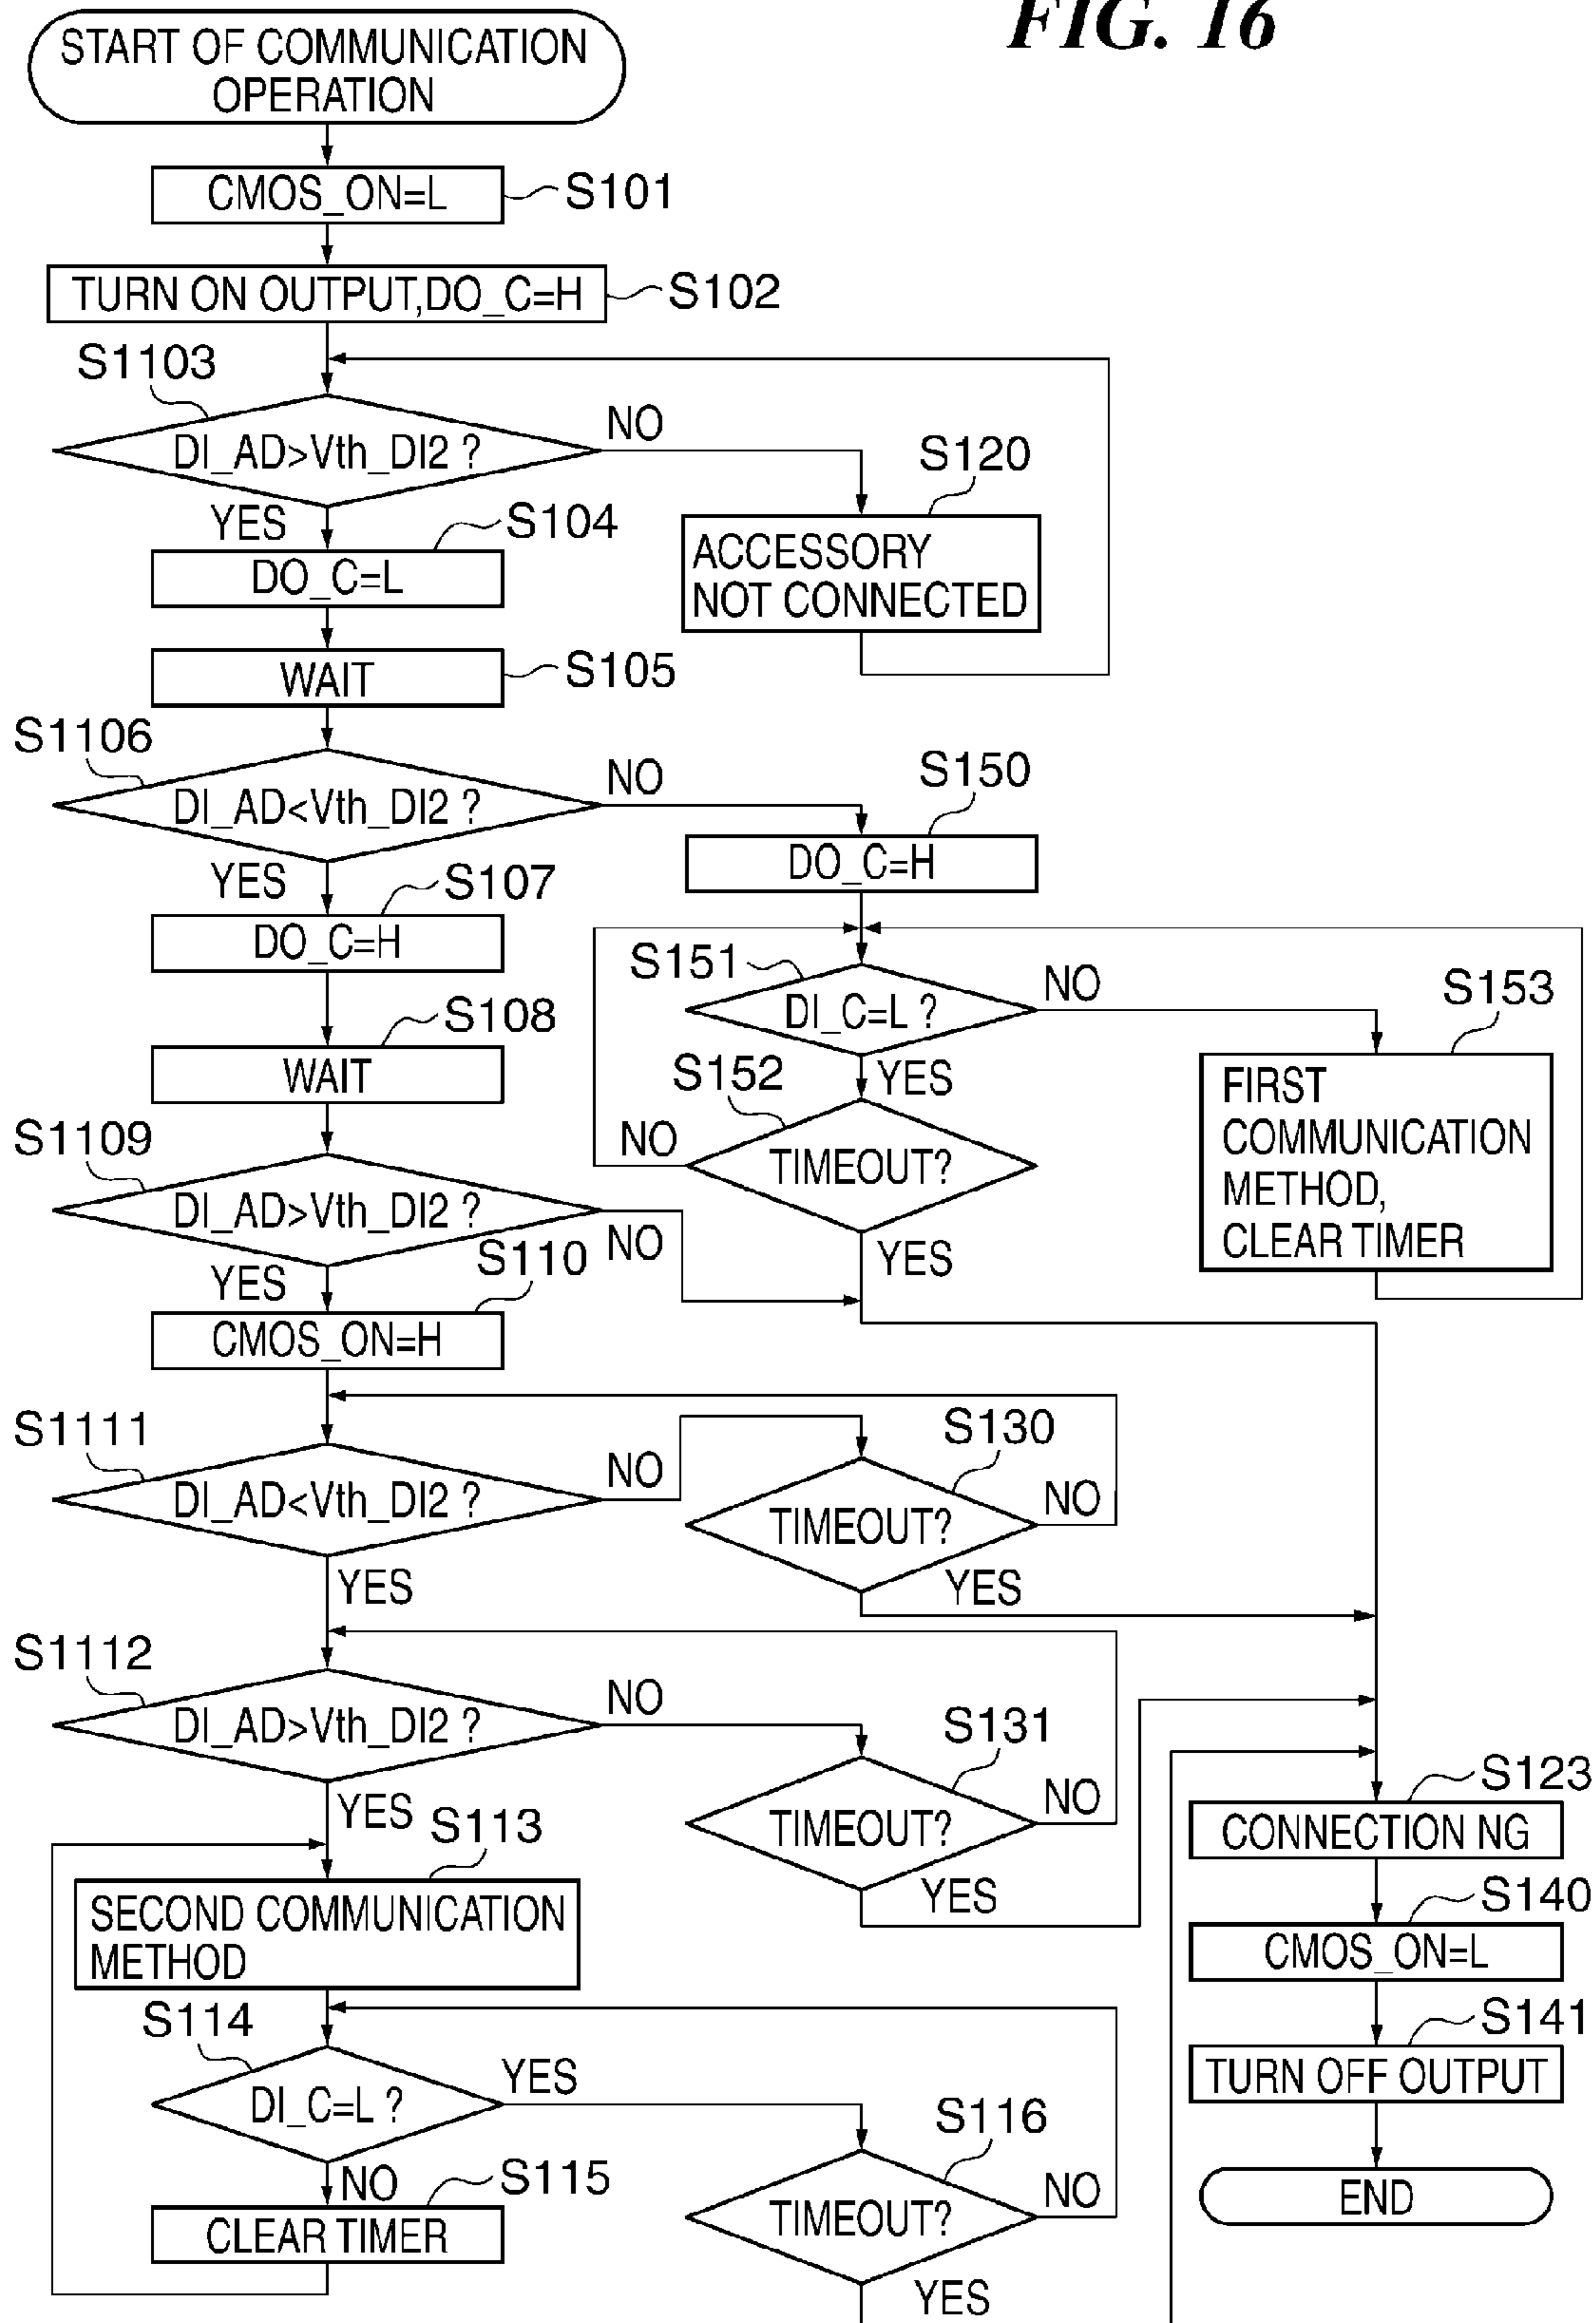 FIG. 16
START OF COMMUNICATION
OPERATION
CMOS_ON=L
S101
TURN ON OUTPUT,DO_C=H
S102
S1103
DI_AD>Vth_DI2 ?
NO
YES
S120
ACCESSORY
NOT CONNECTED
S104
DO_C=L
WAIT
S105
S1106
DI_AD<Vth_DI2 ?
NO
YES
S150
DO_C=H
S107
DO_C=H
S151
DI_C=L ?
NO
YES
S153
FIRST
COMMUNICATION
METHOD,
CLEAR TIMER
S108
WAIT
S152
TIMEOUT?
NO
YES
S1109
DI_AD>Vth_DI2 ?
NO
YES
S110
CMOS_ON=H
S1111
DI_AD<Vth_DI2 ?
NO
YES
S130
TIMEOUT?
NO
YES
S1112
DI_AD>Vth_DI2 ?
NO
YES
S131
TIMEOUT?
NO
YES
S123
CONNECTION NG
S113
SECOND COMMUNICATION
METHOD
S140
CMOS_ON=L
S114
DI_C=L ?
YES
NO
S141
TURN OFF OUTPUT
S116
TIMEOUT?
NO
YES
S115
CLEAR TIMER
END